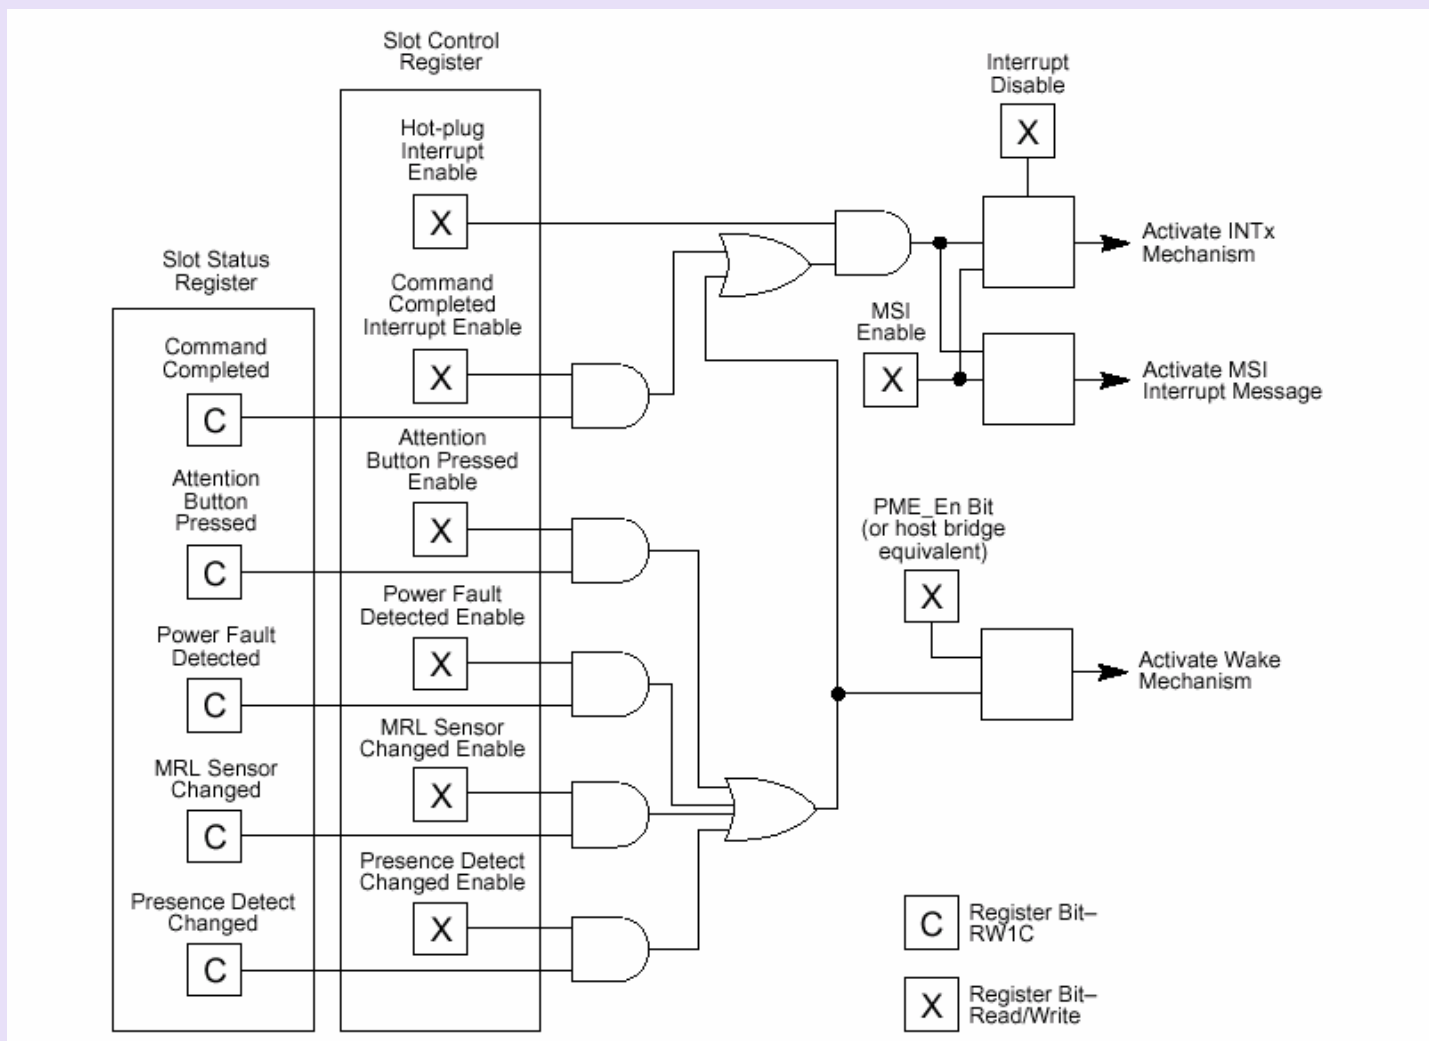 Slot Control
Register
Hot-plug
Interrupt
Enable
X
Interrupt
Disable
X
Activate INTx
Mechanism
Slot Status
Register
Command
Completed
Interrupt Enable
X
MSI
Enable
X
Activate MSI
Interrupt Message
Command
Completed
C
Attention
Button Pressed
Enable
X
Attention
Button
Pressed
C
PME_En Bit
(or host bridge
equivalent)
X
Power Fault
Detected Enable
X
Power Fault
Detected
C
Activate Wake
Mechanism
MRL Sensor
Changed Enable
X
MRL Sensor
Changed
C
Presence Detect
Changed Enable
X
Presence Detect
Changed
C
C
Register Bit–
RW1C
X
Register Bit–
Read/Write